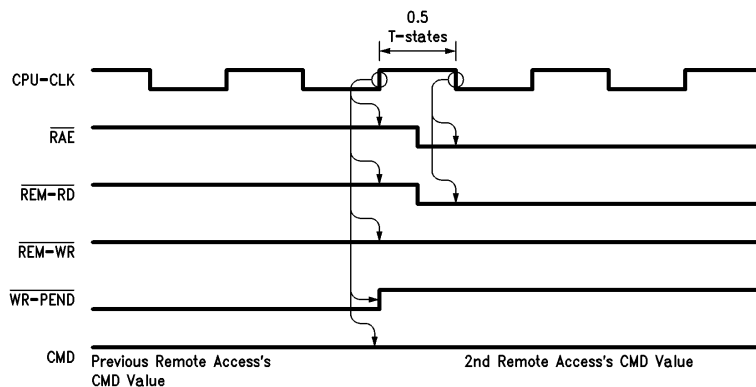 0.5
T-states
CPU-CLK
RAE
REM-RD
REM-WR
WR-PEND
CMD
Previous Remote Access's
CMD Value
2nd Remote Access's CMD Value